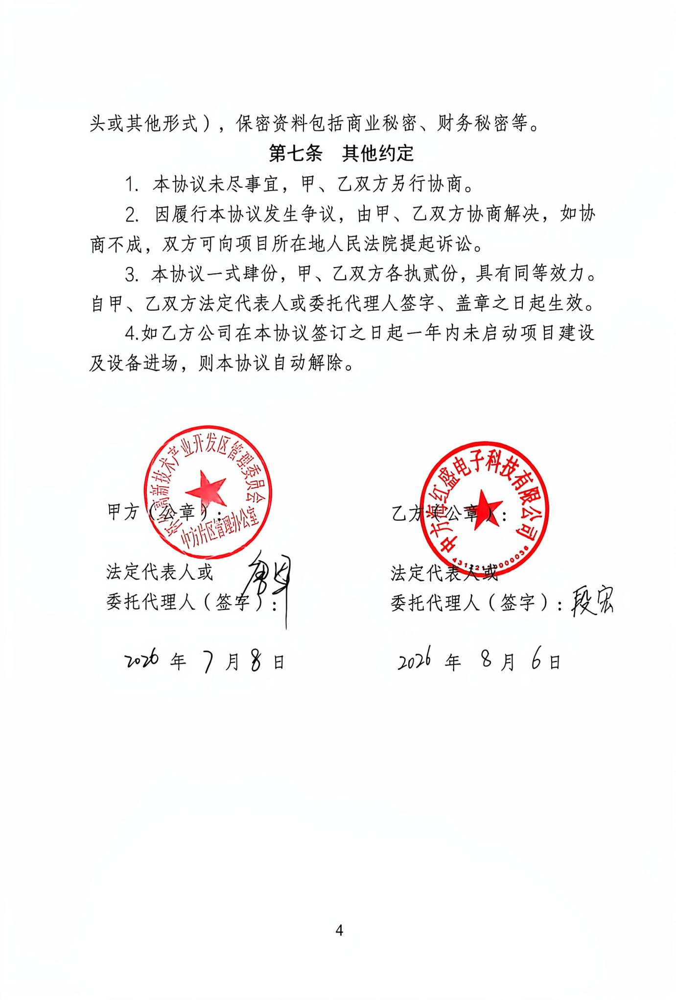 头或其他形式），保密资料包括商业秘密、财务秘密等。
第七条 其他约定
1. 本协议未尽事宜，甲、乙双方另行协商。
2. 因履行本协议发生争议，由甲、乙双方协商解决，如协
商不成，双方可向项目所在地人民法院提起诉讼。
3. 本协议一式肆份，甲、乙双方各执贰份，具有同等效力。
自甲、乙双方法定代表人或委托代理人签字、盖章之日起生效。
4.如乙方公司在本协议签订之日起一年内未启动项目建设
及设备进场，则本协议自动解除。
高新技术产业开发区管理委员会
中方片区管理办公室
甲方（公章）：
中方海红盛电子科技有限公司
乙方（公章）：
法定代表人或
委托代理人（签字）：
法定代表人或
委托代理人（签字）：段宏
2026 年 7 月 8 日
2026 年 8 月 6 日
4